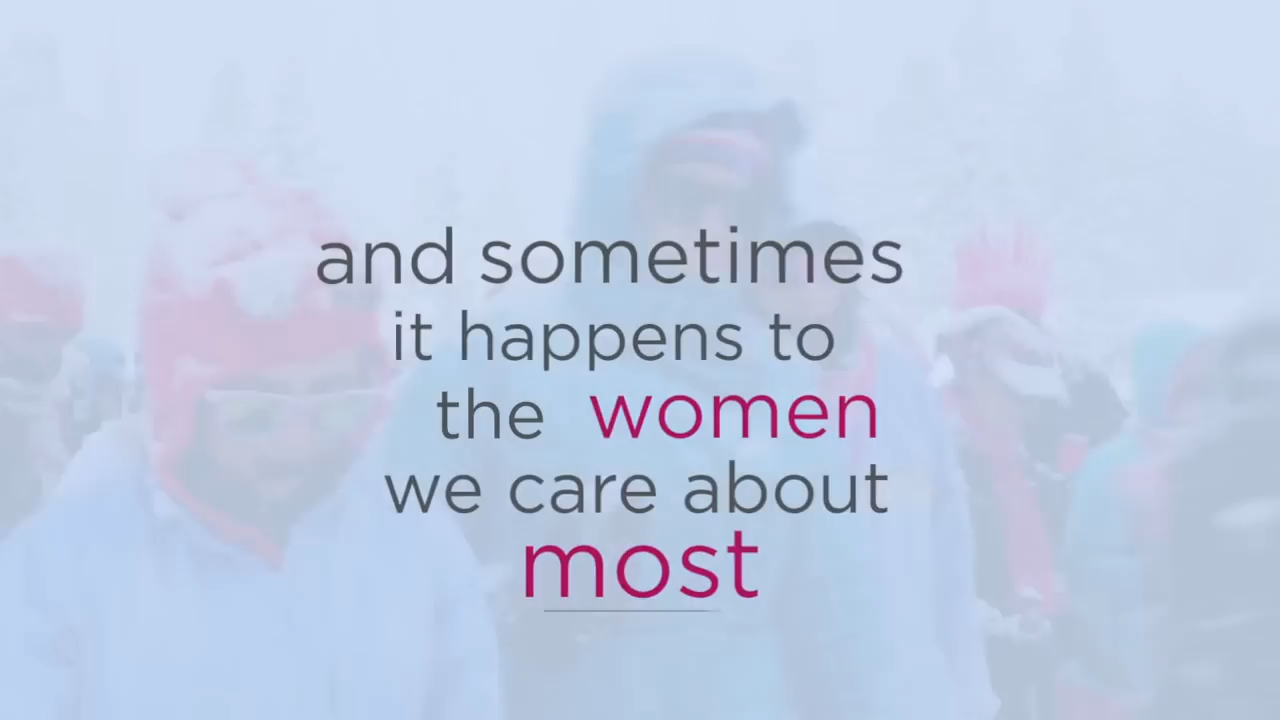 and sometimes
it happens to
the women
we care about
most